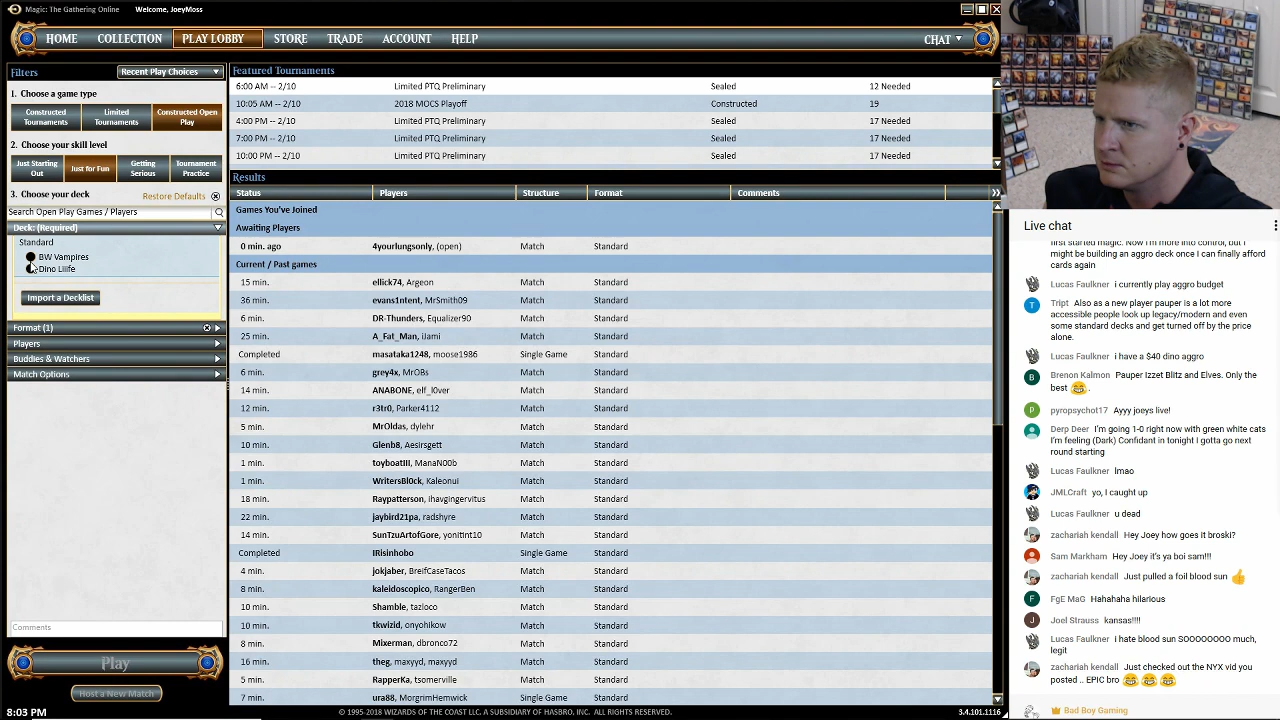 Magic: The Gathering Online
Welcome, JoeyMoss
HOME COLLECTION PLAY LOBBY STORE TRADE ACCOUNT HELP CHAT
Filters Recent Play Choices
1. Choose a game type
Constructed Tournaments Limited Tournaments Constructed Open Play
2. Choose your skill level
Just Starting Out Just for Fun Getting Serious Tournament Practice
3. Choose your deck Restore Defaults
Search Open Play Games / Players
Deck: (Required)
Standard
BW Vampires
Dino Liiife
Import a Decklist
Format (1)
Players
Buddies & Watchers
Match Options
Comments
Play
Host a New Match
8:03 PM
Featured Tournaments
6:00 AM -- 2/10 Limited PTQ Preliminary Sealed 12 Needed
10:05 AM -- 2/10 2018 MOCS Playoff Constructed 19
4:00 PM -- 2/10 Limited PTQ Preliminary Sealed 17 Needed
7:00 PM -- 2/10 Limited PTQ Preliminary Sealed 17 Needed
10:00 PM -- 2/10 Limited PTQ Preliminary Sealed 17 Needed
Results
Status Players Structure Format Comments
Games You've Joined
Awaiting Players
0 min. ago 4yourlungsonly, (open) Match Standard
Current / Past games
15 min. ellick74, Argeon Match Standard
36 min. evans1ntent, MrSmith09 Match Standard
6 min. DR-Thunders, Equalizer90 Match Standard
25 min. A_Fat_Man, iJami Match Standard
Completed masataka1248, moose1986 Single Game Standard
6 min. grey4x, MrOBs Match Standard
14 min. ANABONE, elf_l0ver Match Standard
12 min. r3tr0, Parker4112 Match Standard
5 min. MrOldas, dylehr Match Standard
10 min. Glenb8, Aesirsgett Match Standard
1 min. toyboatIII, ManaN00b Match Standard
1 min. WritersBl0ck, Kaleonui Match Standard
18 min. Raypatterson, ihavgingervitus Match Standard
22 min. jaybird21pa, radshyre Match Standard
14 min. SunTzuArtofGore, yonitInt10 Match Standard
Completed IRisinhobo Single Game Standard
4 min. jokjaber, BreifCaseTacos Match Standard
8 min. kaleidoscopico, RangerBen Match Standard
10 min. Shamble, tazloco Match Standard
10 min. tkwizld, onyohikow Match Standard
8 min. Mixerman, dbronco72 Match Standard
16 min. theg, maxyyd, maxyyd Match Standard
5 min. RapperKa, tsomerville Match Standard
7 min. ura88, MorgrimHemwick Single Game Standard
© 1995-2018 WIZARDS OF THE COAST LLC. A SUBSIDIARY OF HASBRO, INC. ALL RIGHTS RESERVED.
3.4.101.1116
Live chat
first started magic. Now I'm more into control, but I
might be building an aggro deck once I can finally afford
cards again
Lucas Faulkner i currently play aggro budget
Tript Also as a new player pauper is a lot more
accessible people look up legacy/modern and even
some standard decks and get turned off by the price
alone.
Lucas Faulkner i have a $40 dino aggro
Brenon Kalmon Pauper Izzet Blitz and Elves. Only the
best 😂.
pyropsychot17 Ayyy joeys live!
Derp Deer I'm going 1-0 right now with green white cats
I'm feeling (Dark) Confidant in tonight I gotta go next
round starting
Lucas Faulkner lmao
JMLCraft yo, I caught up
Lucas Faulkner u dead
zachariah kendall Hey Joey how goes it broski?
Sam Markham Hey Joey it's ya boi sam!!!
zachariah kendall Just pulled a foil blood sun 👍
FgE MaG Hahahaha hilarious
Joel Strauss kansas!!!!
Lucas Faulkner i hate blood sun SOOOOOOOO much,
legit
zachariah kendall Just checked out the NYX vid you
posted .. EPIC bro 😂😂😂
Bad Boy Gaming